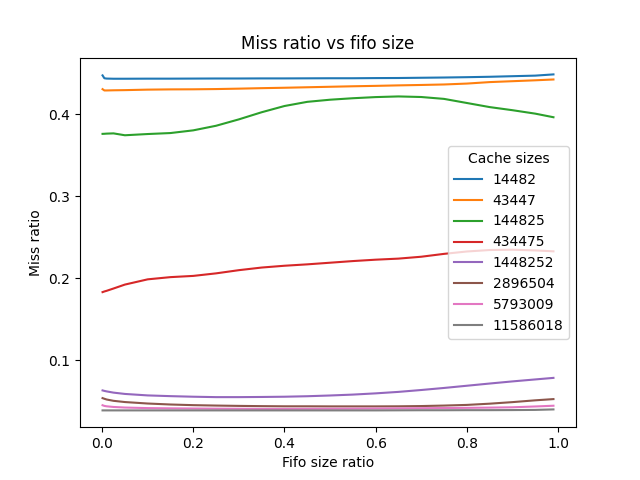 Miss ratio vs fifo size
Miss ratio
0.4
0.3
0.2
0.1
Cache sizes
14482
43447
144825
434475
1448252
2896504
5793009
11586018
0.0 0.2 0.4 0.6 0.8 1.0
Fifo size ratio